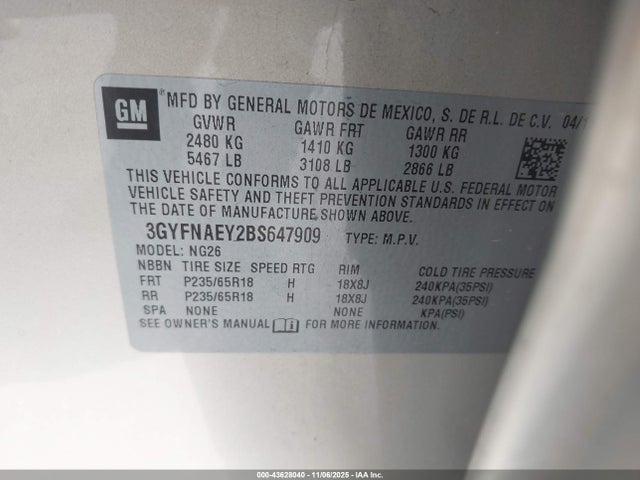 GM
® MFD BY GENERAL MOTORS DE MEXICO, S. DE R.L. DE C.V. 04/1
GVWR GAWR FRT GAWR RR
2480 KG 1410 KG 1300 KG
5467 LB 3108 LB 2866 LB
THIS VEHICLE CONFORMS TO ALL APPLICABLE U.S. FEDERAL MOTOR
VEHICLE SAFETY AND THEFT PREVENTION STANDARDS IN EFFECT ON
THE DATE OF MANUFACTURE SHOWN ABOVE.
3GYFNAEY2BS647909 TYPE: M.P.V.
MODEL: NG26
NBBN TIRE SIZE SPEED RTG RIM COLD TIRE PRESSURE
FRT P235/65R18 H 18X8J 240KPA(35PSI)
RR P235/65R18 H 18X8J 240KPA(35PSI)
SPA NONE NONE KPA(PSI)
SEE OWNER'S MANUAL FOR MORE INFORMATION.
000-43628040 - 11/06/2025 - IAA Inc.